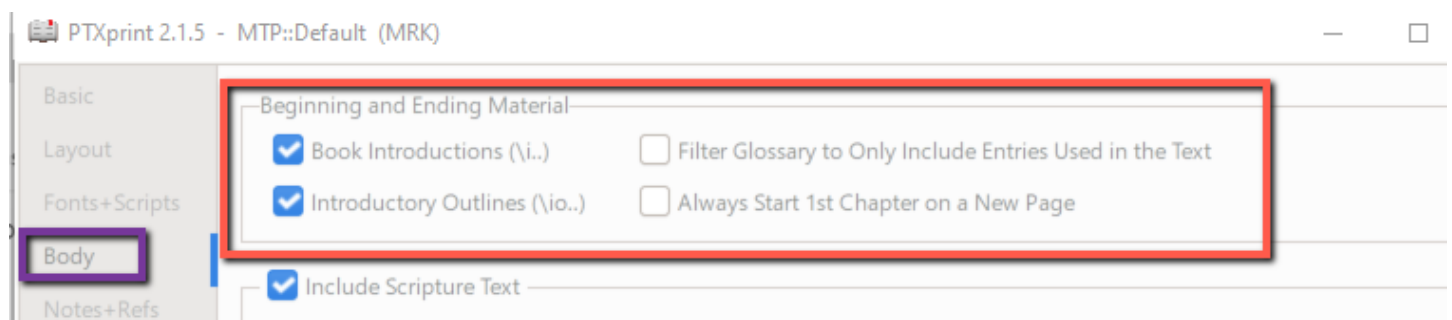 PTXprint 2.1.5 - MTP::Default (MRK)
Basic
Layout
Fonts+Scripts
Body
Notes+Refs
Beginning and Ending Material
Book Introductions (\i..)
Filter Glossary to Only Include Entries Used in the Text
Introductory Outlines (\io..)
Always Start 1st Chapter on a New Page
Include Scripture Text